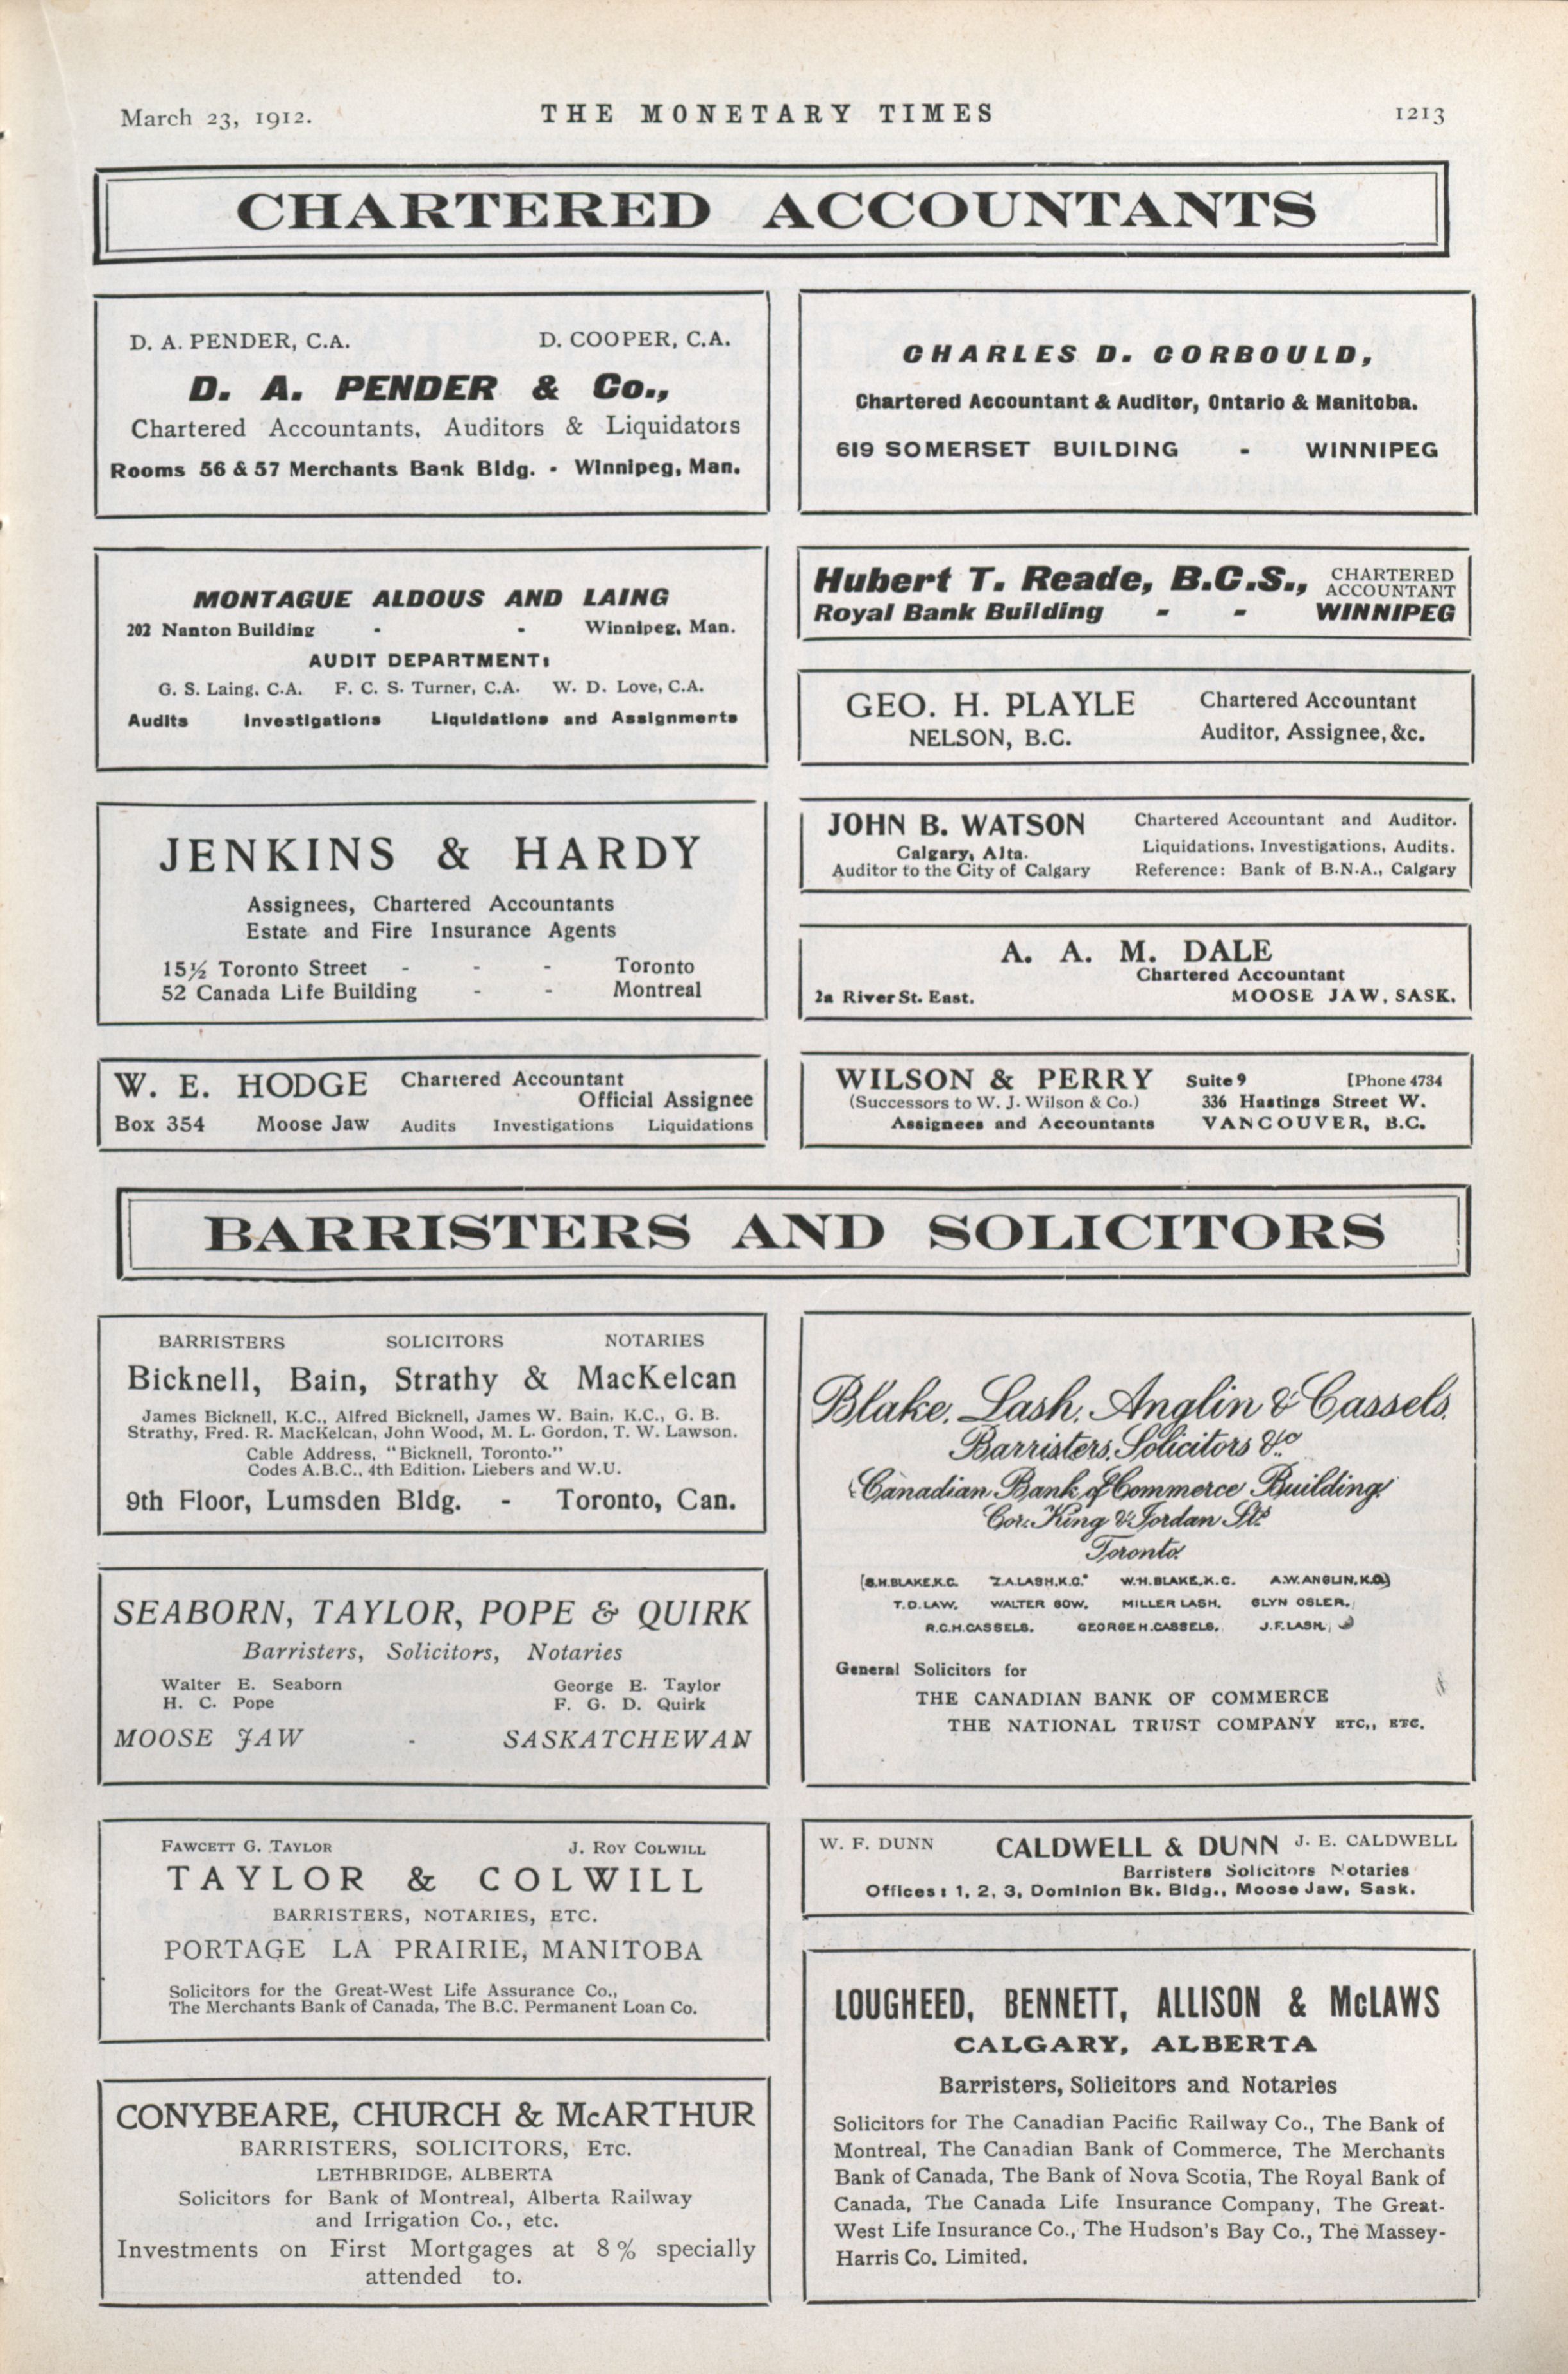 March 23, 1912.
THE MONETARY TIMES
1213
CHARTERED ACCOUNTANTS
D. A. PENDER, C.A. D. COOPER, C.A.
D. A. PENDER & Co.,
Chartered Accountants, Auditors & Liquidators
Rooms 56 & 57 Merchants Bank Bldg. - Winnipeg, Man.
MONTAGUE ALDOUS AND LAING
202 Nanton Building - - Winnipeg, Man.
AUDIT DEPARTMENT:
G. S. Laing, C.A. F. C. S. Turner, C.A. W. D. Love, C.A.
Audits Investigations Liquidations and Assignments
JENKINS & HARDY
Assignees, Chartered Accountants
Estate and Fire Insurance Agents
15½ Toronto Street - - - Toronto
52 Canada Life Building - - Montreal
W. E. HODGE Chartered Accountant
Official Assignee
Box 354 Moose Jaw Audits Investigations Liquidations
CHARLES D. CORBOULD,
Chartered Accountant & Auditor, Ontario & Manitoba.
619 SOMERSET BUILDING - WINNIPEG
Hubert T. Reade, B.C.S., CHARTERED
ACCOUNTANT
Royal Bank Building - - WINNIPEG
GEO. H. PLAYLE Chartered Accountant
NELSON, B.C. Auditor, Assignee, &c.
JOHN B. WATSON Chartered Accountant and Auditor.
Calgary, Alta. Liquidations, Investigations, Audits.
Auditor to the City of Calgary Reference: Bank of B.N.A., Calgary
A. A. M. DALE
Chartered Accountant
2a River St. East. MOOSE JAW, SASK.
WILSON & PERRY Suite 9 [Phone 4734
(Successors to W. J. Wilson & Co.) 336 Hastings Street W.
Assignees and Accountants VANCOUVER, B.C.
BARRISTERS AND SOLICITORS
BARRISTERS SOLICITORS NOTARIES
Bicknell, Bain, Strathy & MacKelcan
James Bicknell, K.C., Alfred Bicknell, James W. Bain, K.C., G. B.
Strathy, Fred. R. MacKelcan, John Wood, M. L. Gordon, T. W. Lawson.
Cable Address, "Bicknell, Toronto."
Codes A.B.C., 4th Edition. Liebers and W.U.
9th Floor, Lumsden Bldg. - Toronto, Can.
SEABORN, TAYLOR, POPE & QUIRK
Barristers, Solicitors, Notaries
Walter E. Seaborn George E. Taylor
H. C. Pope F. G. D. Quirk
MOOSE JAW - SASKATCHEWAN
FAWCETT G. TAYLOR J. ROY COLWILL
TAYLOR & COLWILL
BARRISTERS, NOTARIES, ETC.
PORTAGE LA PRAIRIE, MANITOBA
Solicitors for the Great-West Life Assurance Co.,
The Merchants Bank of Canada, The B.C. Permanent Loan Co.
CONYBEARE, CHURCH & McARTHUR
BARRISTERS, SOLICITORS, ETC.
LETHBRIDGE, ALBERTA
Solicitors for Bank of Montreal, Alberta Railway
and Irrigation Co., etc.
Investments on First Mortgages at 8% specially
attended to.
Blake, Lash, Anglin & Cassels,
Barristers, Solicitors &c
Canadian Bank of Commerce Building,
Cor. King & Jordan Sts
Toronto.
S.H.BLAKE,K.C. Z.A.LASH,K.C. W.H.BLAKE,K.C. A.W.ANGLIN,K.C.
T.D.LAW. WALTER GOW. MILLER LASH. GLYN OSLER.
R.C.H.CASSELS. GEORGE H.CASSELS. J.F.LASH,
General Solicitors for
THE CANADIAN BANK OF COMMERCE
THE NATIONAL TRUST COMPANY ETC., ETC.
W. F. DUNN CALDWELL & DUNN J. E. CALDWELL
Barristers Solicitors Notaries
Offices: 1, 2, 3, Dominion Bk. Bldg., Moose Jaw, Sask.
LOUGHEED, BENNETT, ALLISON & McLAWS
CALGARY, ALBERTA
Barristers, Solicitors and Notaries
Solicitors for The Canadian Pacific Railway Co., The Bank of
Montreal, The Canadian Bank of Commerce, The Merchants
Bank of Canada, The Bank of Nova Scotia, The Royal Bank of
Canada, The Canada Life Insurance Company, The Great-
West Life Insurance Co., The Hudson's Bay Co., The Massey-
Harris Co. Limited.